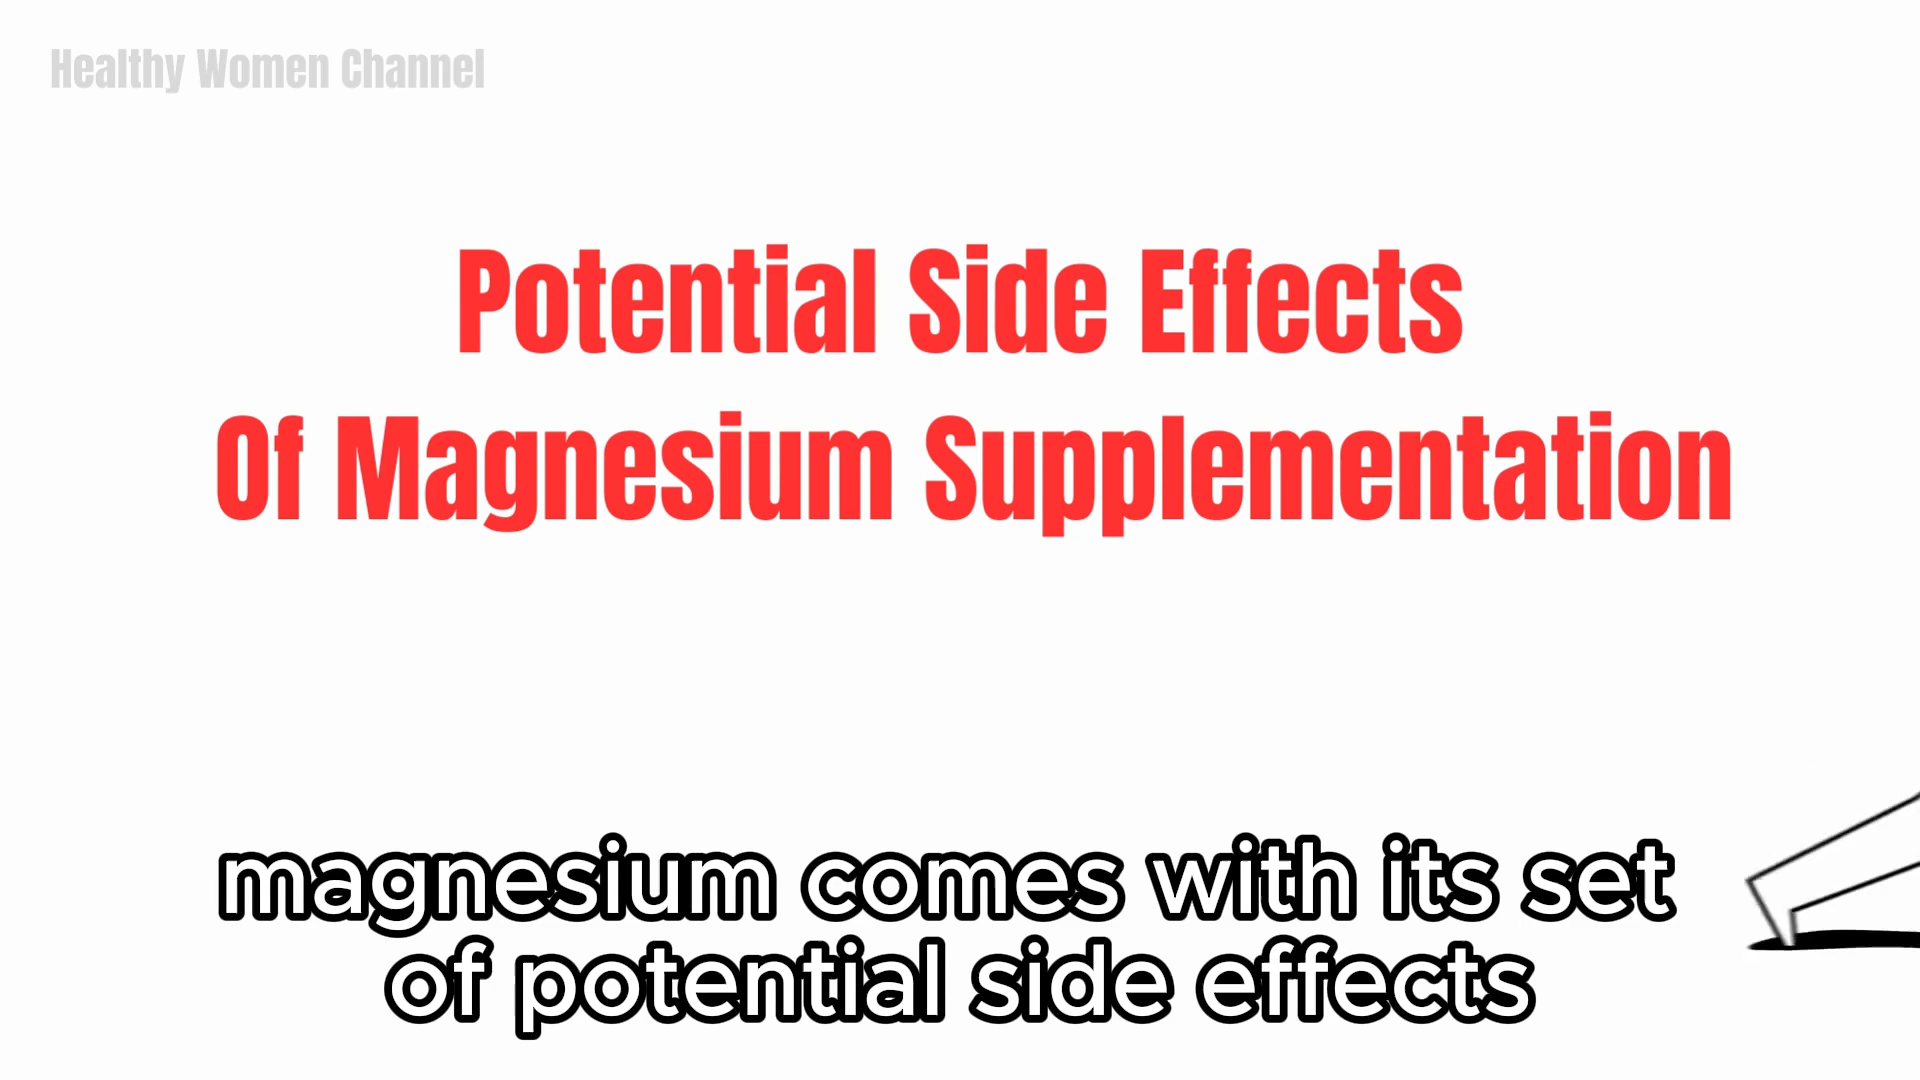 Healthy Women Channel
Potential Side Effects
Of Magnesium Supplementation
magnesium comes with its set
of potential side effects